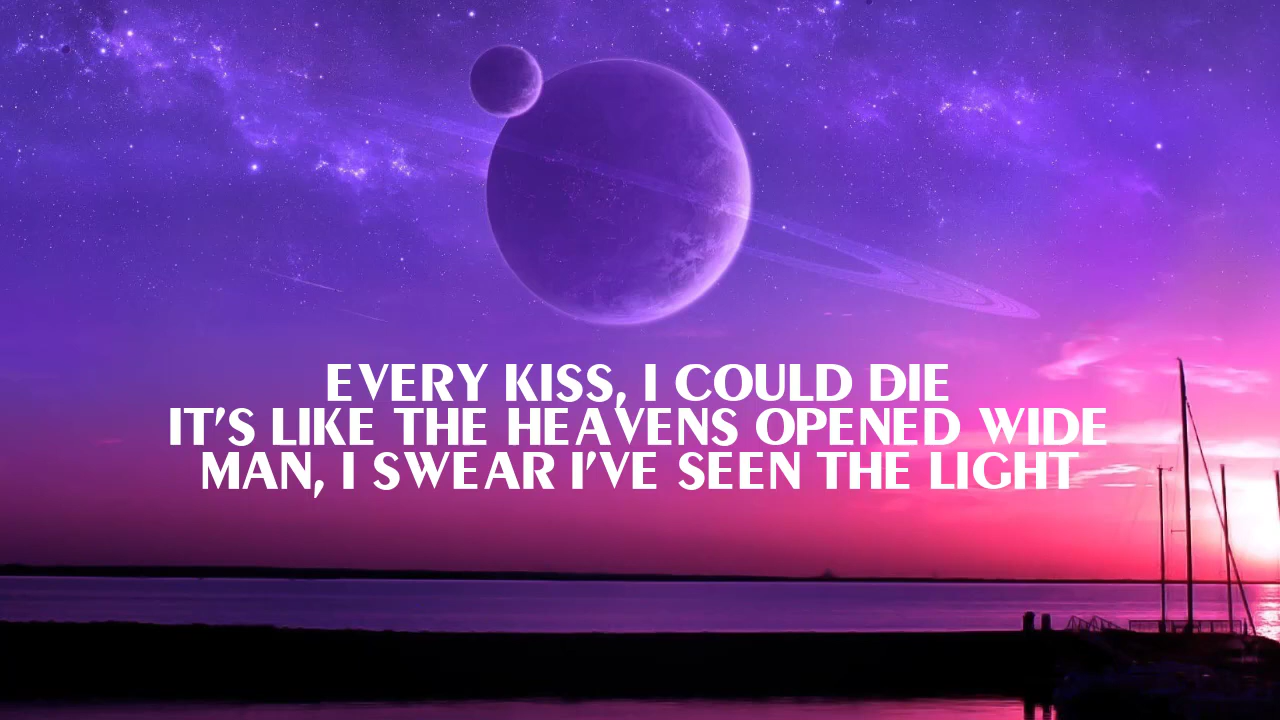 EVERY KISS, I COULD DIE
IT'S LIKE THE HEAVENS OPENED WIDE
MAN, I SWEAR I'VE SEEN THE LIGHT